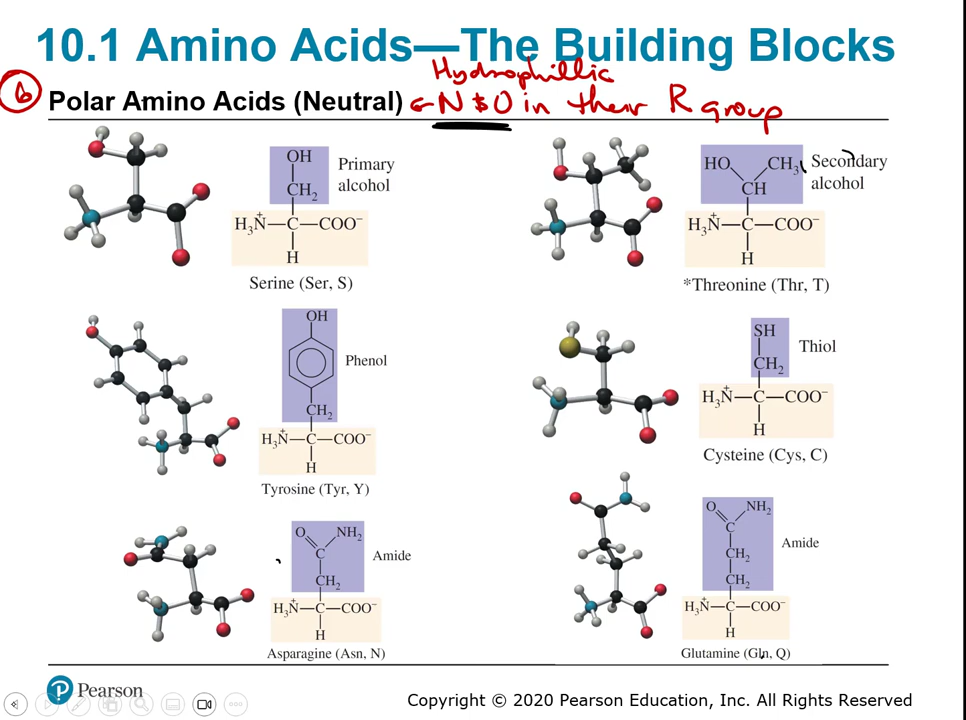 10.1 Amino Acids—The Building Blocks
Hydrophillic
6 Polar Amino Acids (Neutral) ← N & O in their R group
OH
CH₂
Primary
alcohol
H₃N⁺—C—COO⁻
H
Serine (Ser, S)
HO CH₃
CH
Secondary
alcohol
H₃N⁺—C—COO⁻
H
*Threonine (Thr, T)
OH
Phenol
CH₂
H₃N⁺—C—COO⁻
H
Tyrosine (Tyr, Y)
SH
CH₂
Thiol
H₃N⁺—C—COO⁻
H
Cysteine (Cys, C)
O NH₂
C
CH₂
Amide
H₃N⁺—C—COO⁻
H
Asparagine (Asn, N)
O NH₂
C
CH₂
CH₂
Amide
H₃N⁺—C—COO⁻
H
Glutamine (Gln, Q)
P Pearson
Copyright © 2020 Pearson Education, Inc. All Rights Reserved